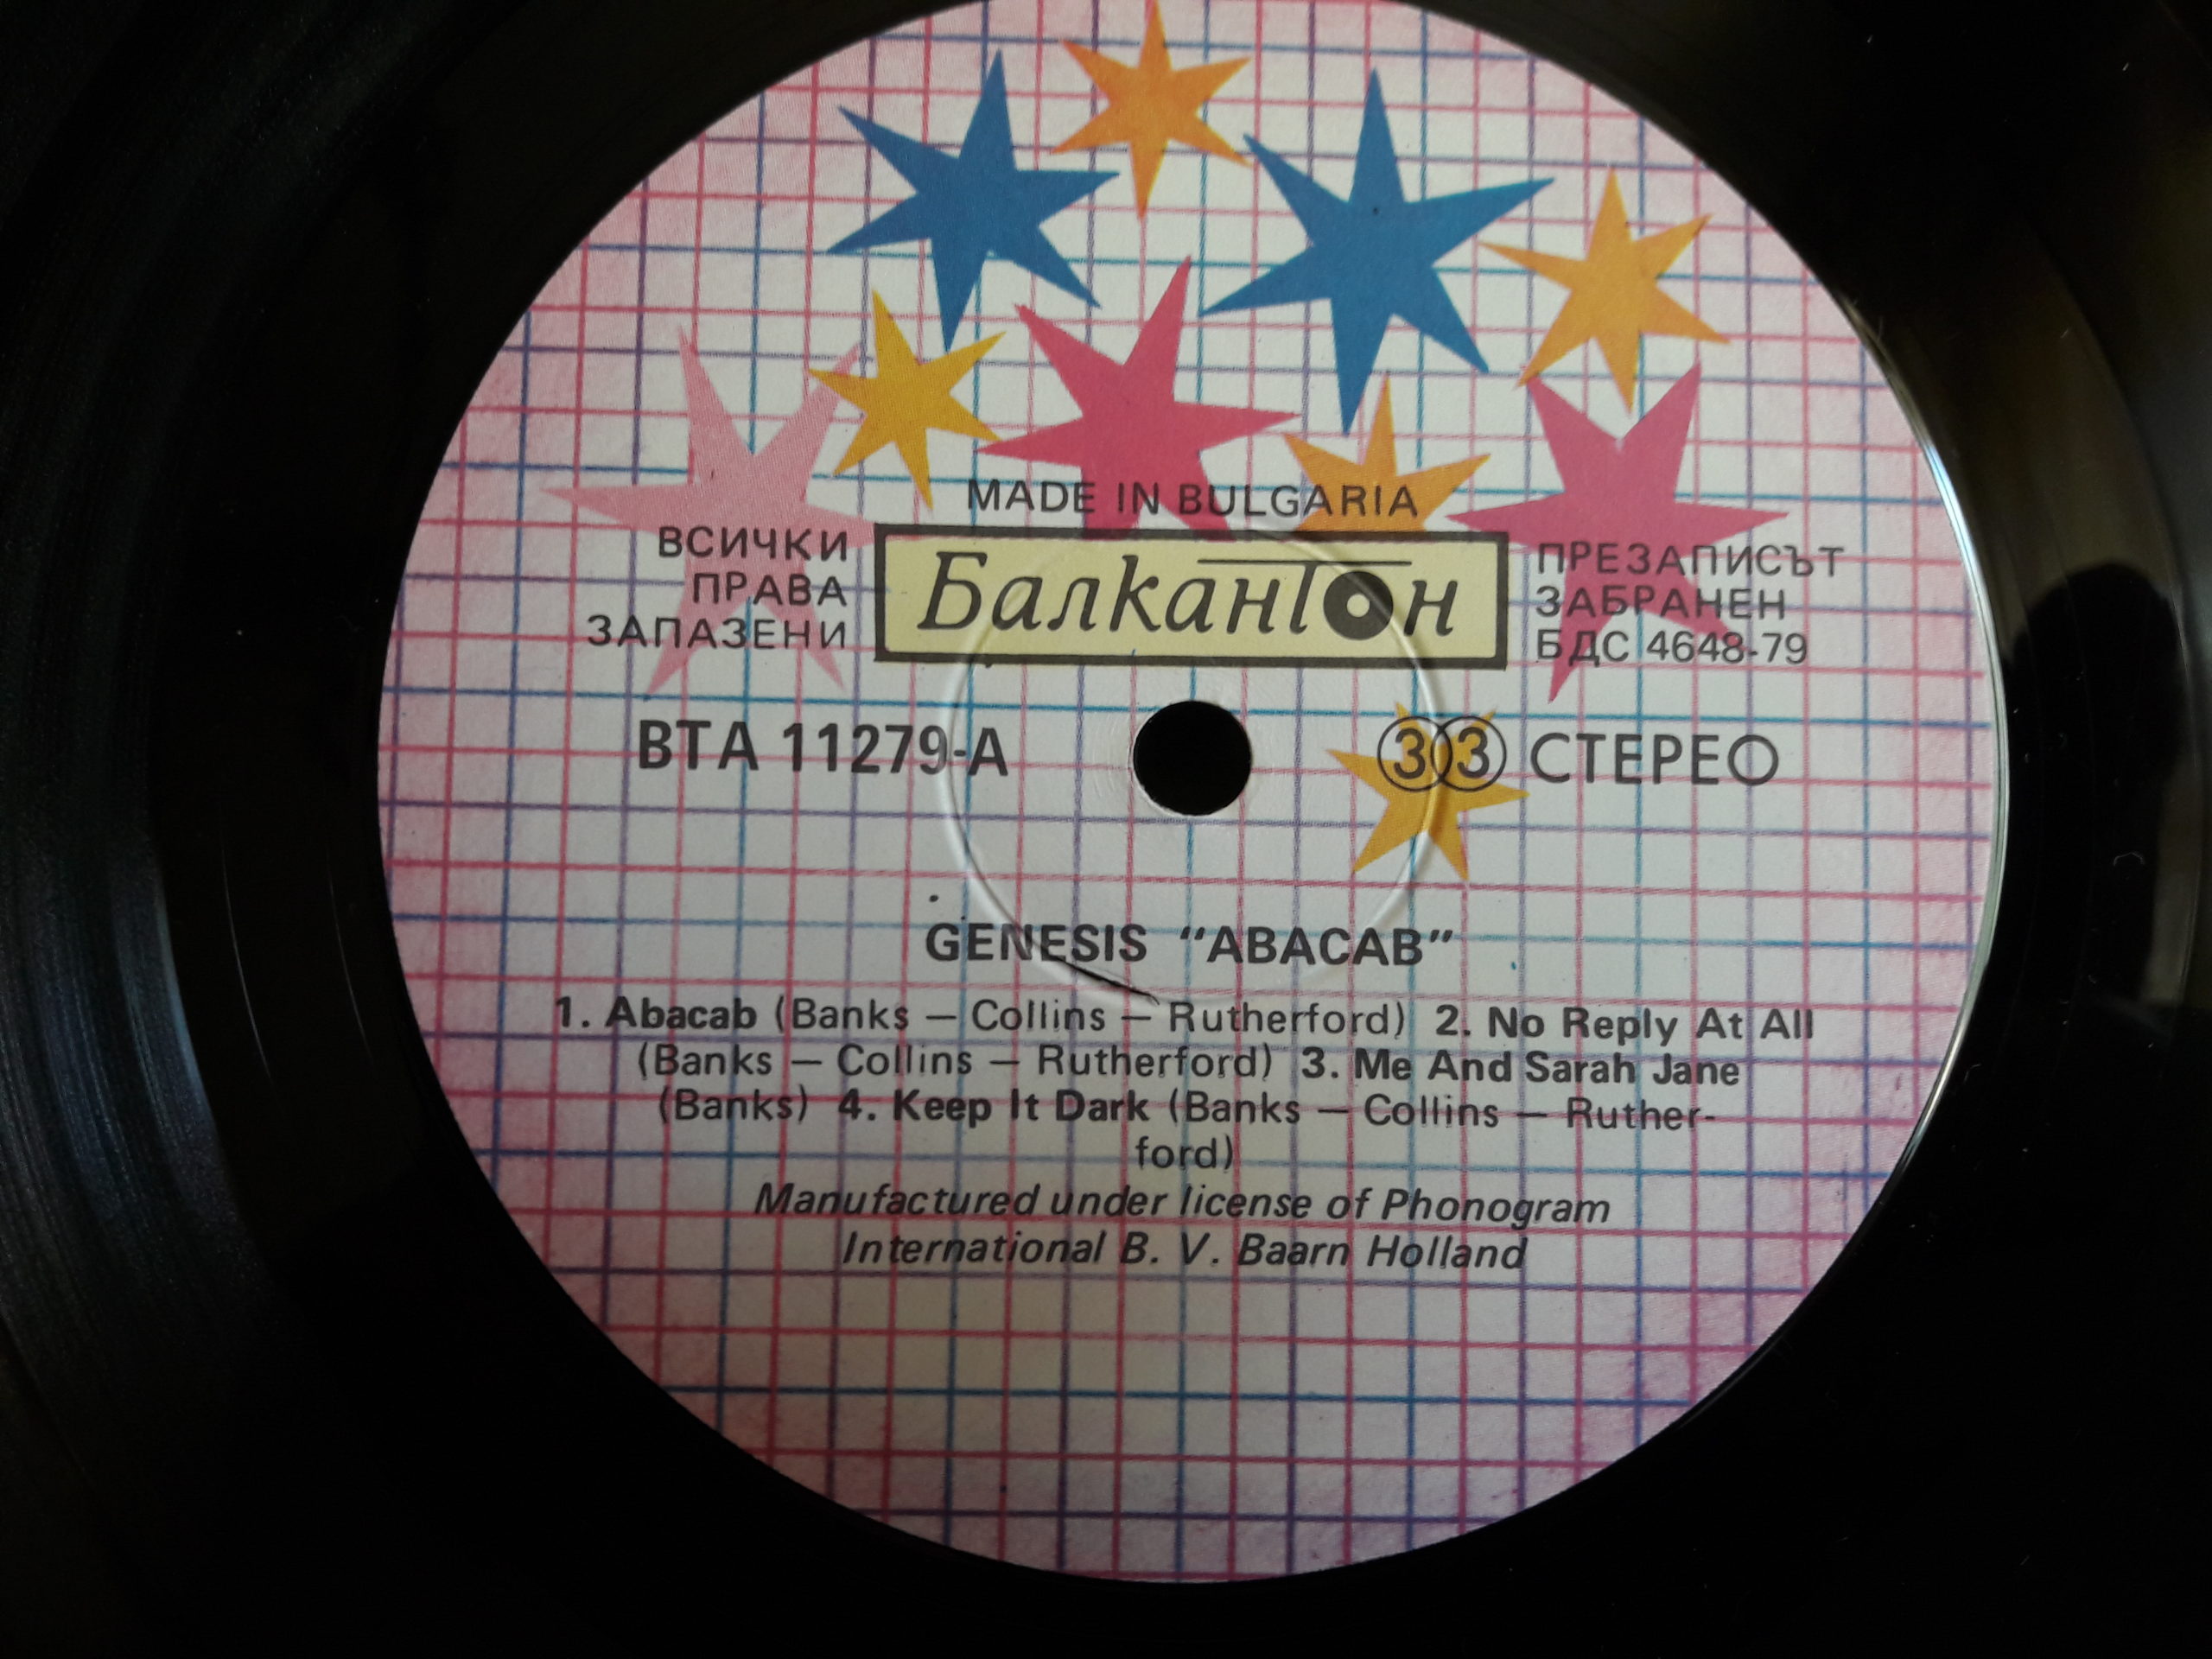 MADE IN BULGARIA
ВСИЧКИ
ПРАВА
ЗАПАЗЕНИ
Балкантон
ПРЕЗАПИСЪТ
ЗАБРАНЕН
БДС 4648-79
ВТА 11279-А
33 СТЕРЕО
GENESIS “ABACAB”
1. Abacab (Banks — Collins — Rutherford) 2. No Reply At All
(Banks — Collins — Rutherford) 3. Me And Sarah Jane
(Banks) 4. Keep It Dark (Banks — Collins — Ruther-
ford)
Manufactured under license of Phonogram
International B. V. Baarn Holland